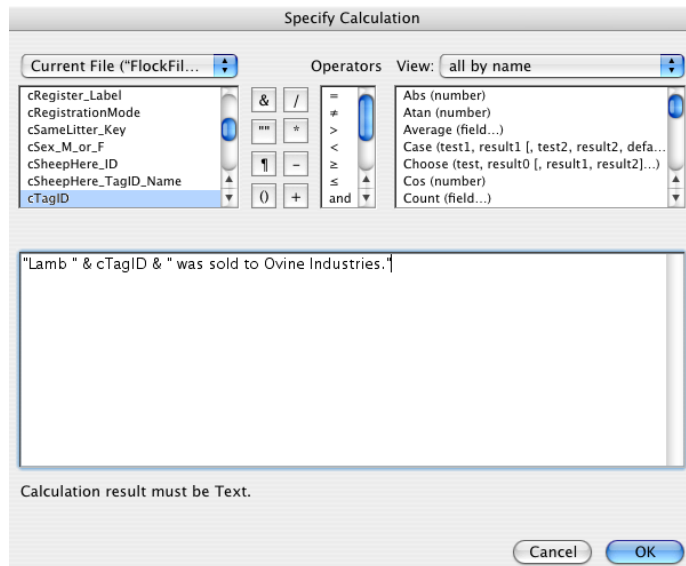 Specify Calculation
Current File ("FlockFil...
Operators
View: all by name
cRegister_Label
cRegistrationMode
cSameLitter_Key
cSex_M_or_F
cSheepHere_ID
cSheepHere_TagID_Name
cTagID
& /
"" *
¶ -
() +
=
≠
>
<
≥
≤
and
Abs (number)
Atan (number)
Average (field...)
Case (test1, result1 [, test2, result2, defa...
Choose (test, result0 [, result1, result2]...)
Cos (number)
Count (field...)
"Lamb " & cTagID & " was sold to Ovine Industries."
Calculation result must be Text.
Cancel
OK